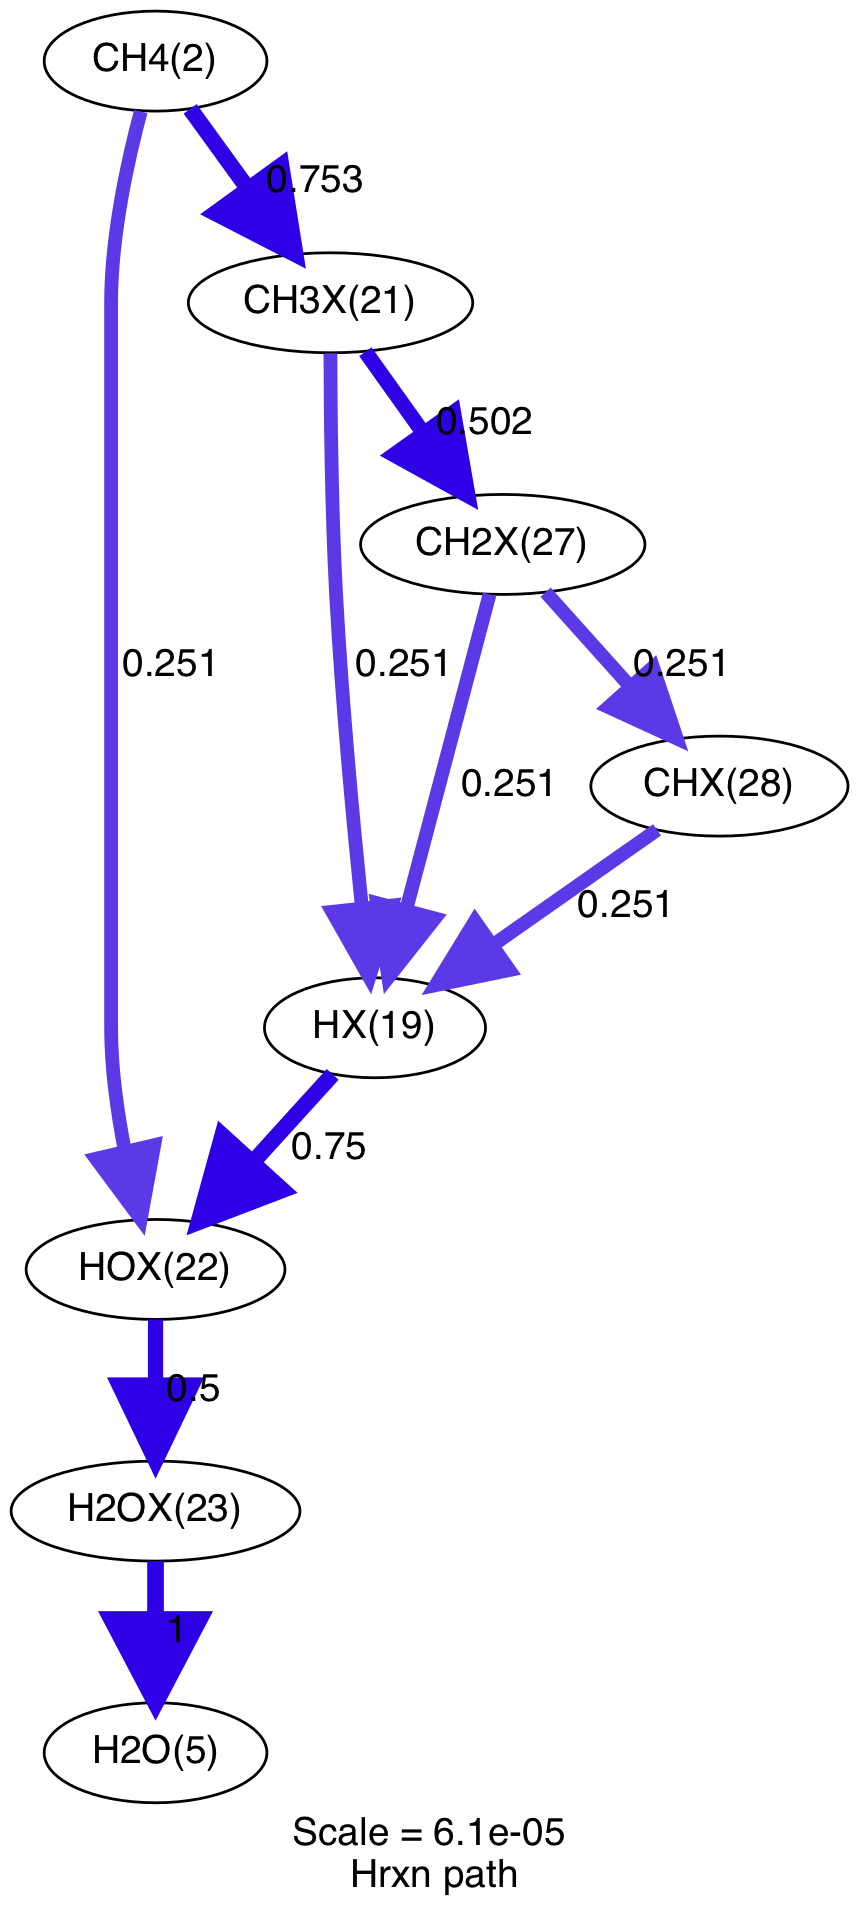 CH4(2)
0.753
CH3X(21)
0.502
CH2X(27)
0.251
0.251
0.251
0.251
CHX(28)
0.251
HX(19)
0.75
HOX(22)
0.5
H2OX(23)
1
H2O(5)
Scale = 6.1e-05
Hrxn path